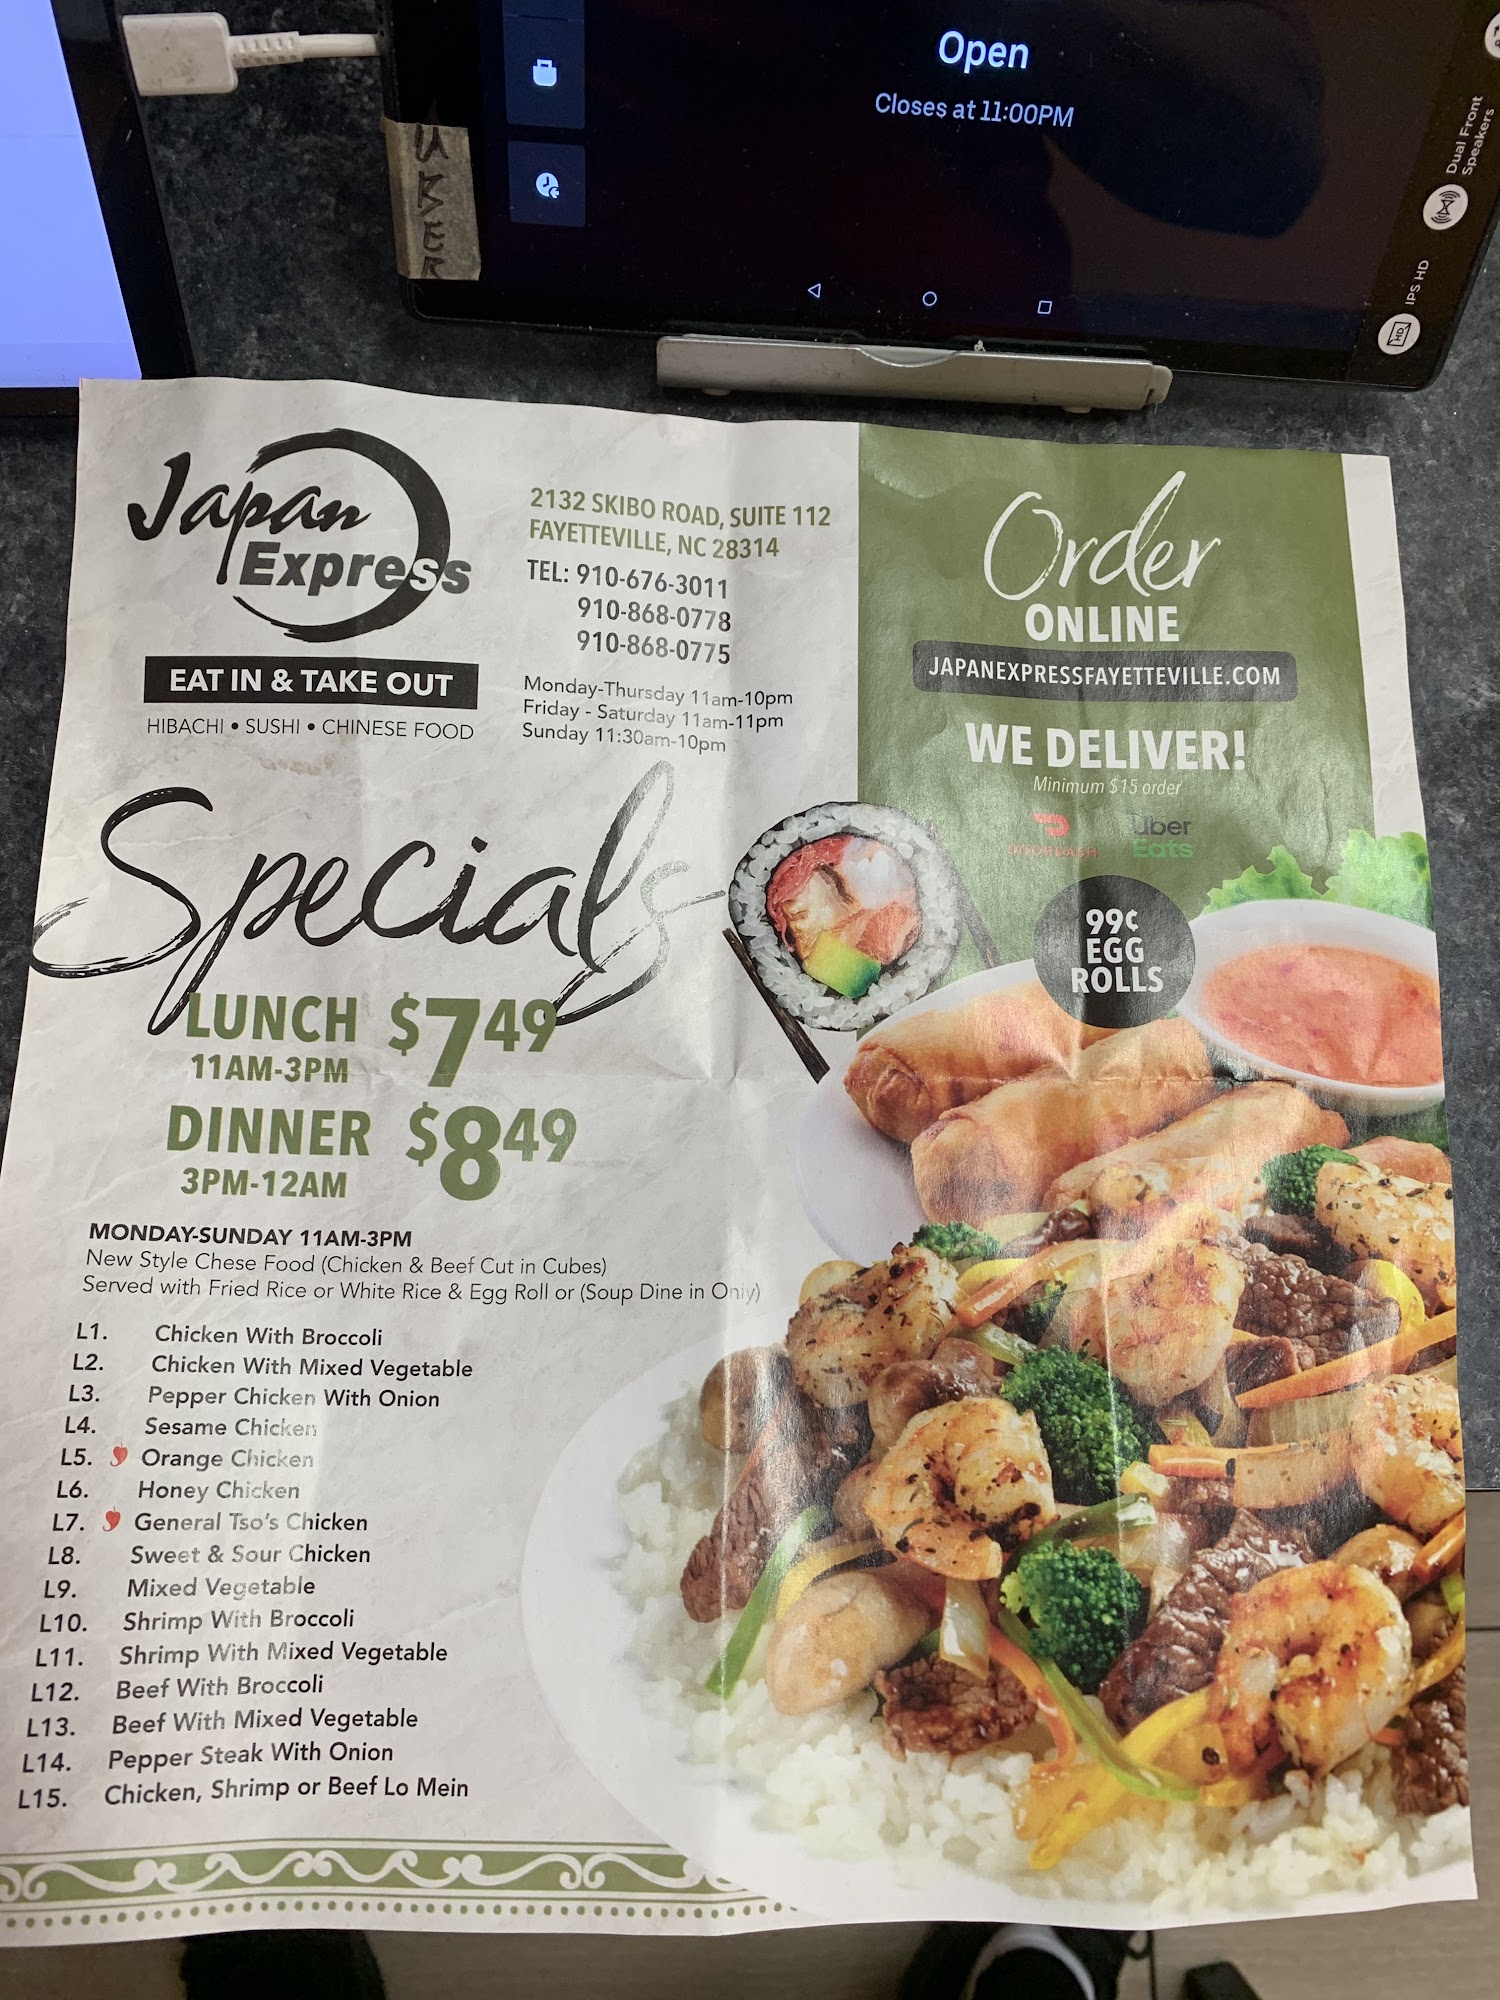 Open
Closes at 11:00PM
UBER
Dual Front
Speakers
IPS HD
HD
Japan
Express
EAT IN & TAKE OUT
HIBACHI • SUSHI • CHINESE FOOD
2132 SKIBO ROAD, SUITE 112
FAYETTEVILLE, NC 28314
TEL: 910-676-3011
910-868-0778
910-868-0775
Monday-Thursday 11am-10pm
Friday - Saturday 11am-11pm
Sunday 11:30am-10pm
Order
ONLINE
JAPANEXPRESSFAYETTEVILLE.COM
WE DELIVER!
Minimum $15 order
DOORDASH
Uber
Eats
99¢
EGG
ROLLS
Specials
LUNCH $7.49
11AM-3PM
DINNER $8.49
3PM-12AM
MONDAY-SUNDAY 11AM-3PM
New Style Chese Food (Chicken & Beef Cut in Cubes)
Served with Fried Rice or White Rice & Egg Roll or (Soup Dine in Only)
L1. Chicken With Broccoli
L2. Chicken With Mixed Vegetable
L3. Pepper Chicken With Onion
L4. Sesame Chicken
L5. Orange Chicken
L6. Honey Chicken
L7. General Tso's Chicken
L8. Sweet & Sour Chicken
L9. Mixed Vegetable
L10. Shrimp With Broccoli
L11. Shrimp With Mixed Vegetable
L12. Beef With Broccoli
L13. Beef With Mixed Vegetable
L14. Pepper Steak With Onion
L15. Chicken, Shrimp or Beef Lo Mein